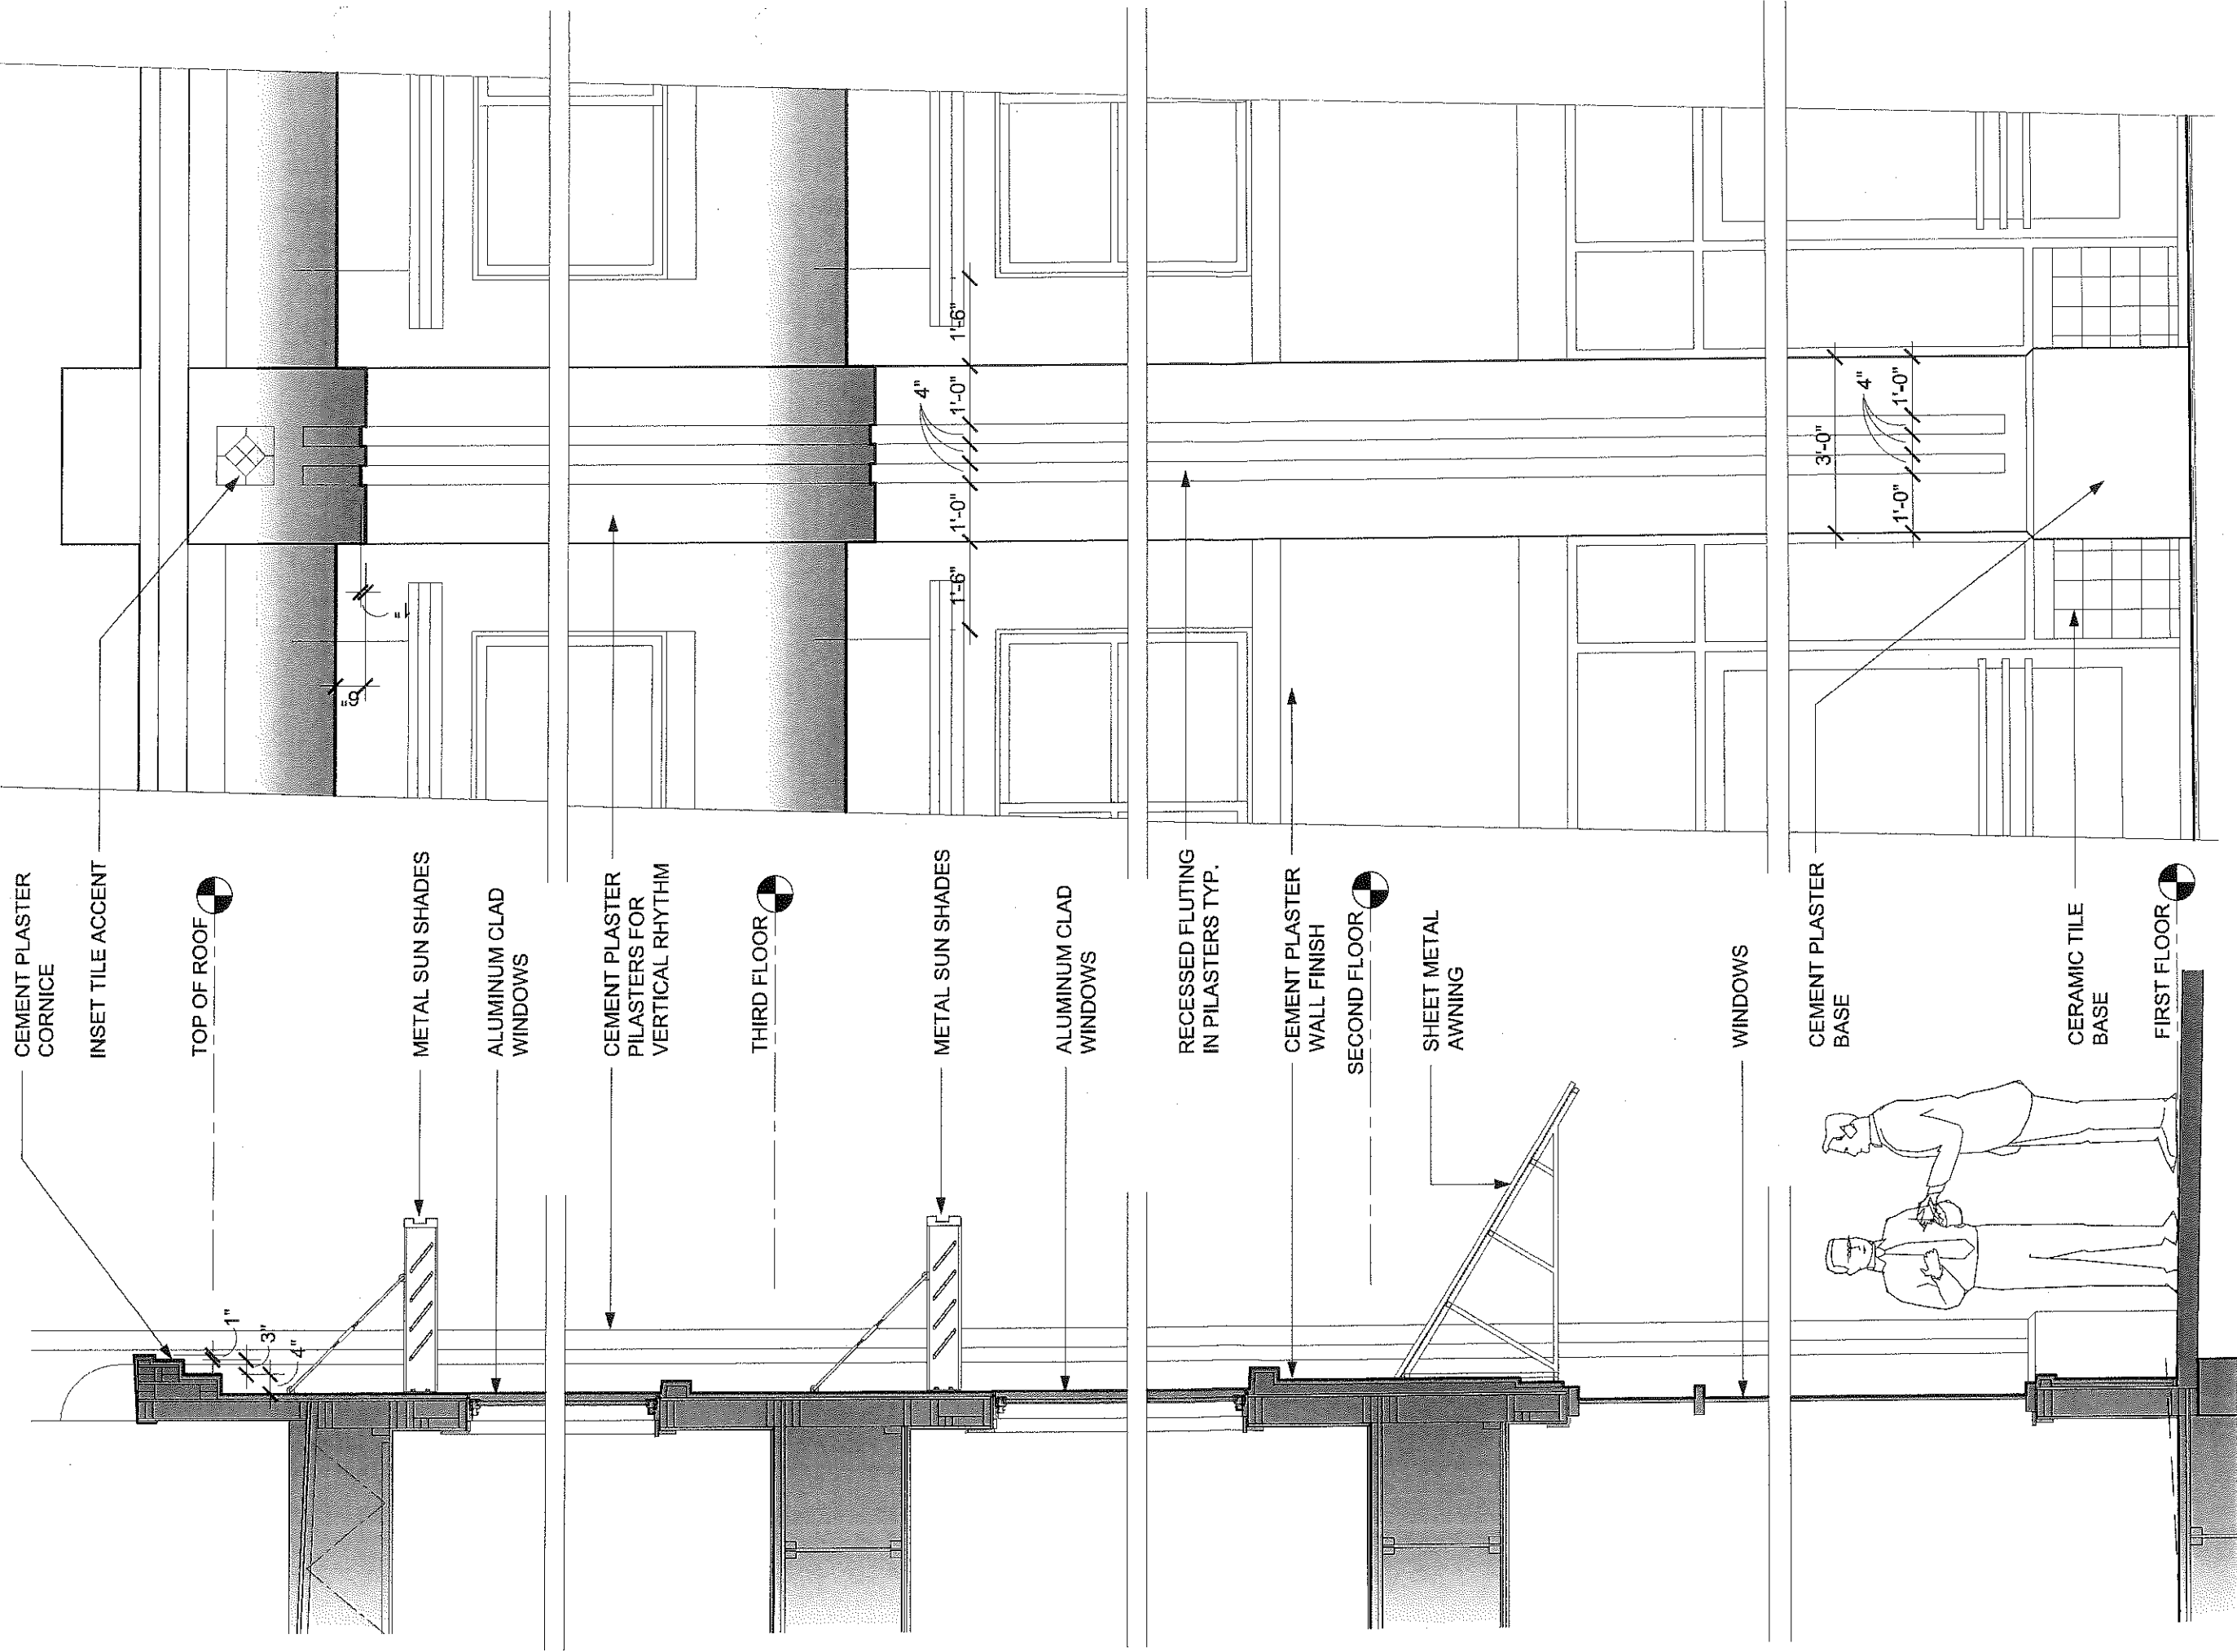 CEMENT PLASTER
CORNICE
INSET TILE ACCENT
TOP OF ROOF
METAL SUN SHADES
ALUMINUM CLAD
WINDOWS
CEMENT PLASTER
PILASTERS FOR
VERTICAL RHYTHM
THIRD FLOOR
METAL SUN SHADES
ALUMINUM CLAD
WINDOWS
RECESSED FLUTING
IN PILASTERS TYP.
CEMENT PLASTER
WALL FINISH
SECOND FLOOR
SHEET METAL
AWNING
WINDOWS
CEMENT PLASTER
BASE
CERAMIC TILE
BASE
FIRST FLOOR
1"
3"
4"
6"
1"
1'-6"
1'-0"
4"
1'-0"
1'-6"
3'-0"
1'-0"
4"
1'-0"